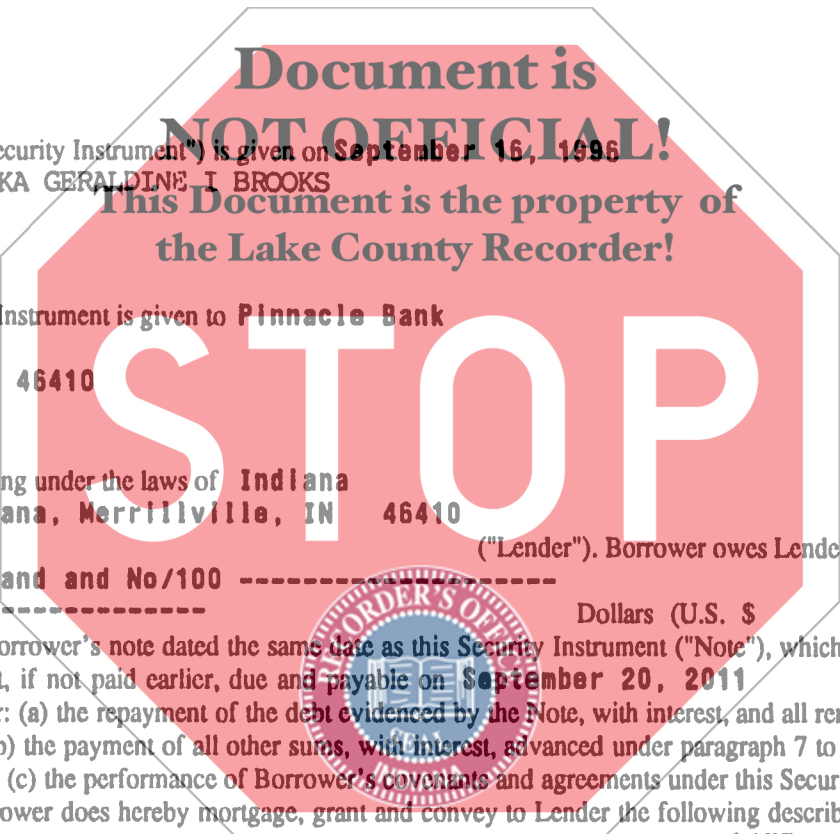 Document is
NOT OFFICIAL!
ecurity Instrument") is given on September 16, 1996
KA GERALDINE I BROOKS
This Document is the property of
the Lake County Recorder!
Instrument is given to Pinnacle Bank
STOP
46410
ng under the laws of Indiana
ana, Merrillville, IN 46410
("Lender"). Borrower owes Lende
and and No/100 ---------------------
--------------
Dollars (U.S. $
RECORDER'S OFFICE
orrower's note dated the same date as this Security Instrument ("Note"), which
t, if not paid earlier, due and payable on September 20, 2011
r: (a) the repayment of the debt evidenced by the Note, with interest, and all ren
b) the payment of all other sums, with interest, advanced under paragraph 7 to
SEAL
(c) the performance of Borrower's covenants and agreements under this Secur
INDIANA
ower does hereby mortgage, grant and convey to Lender the following describ